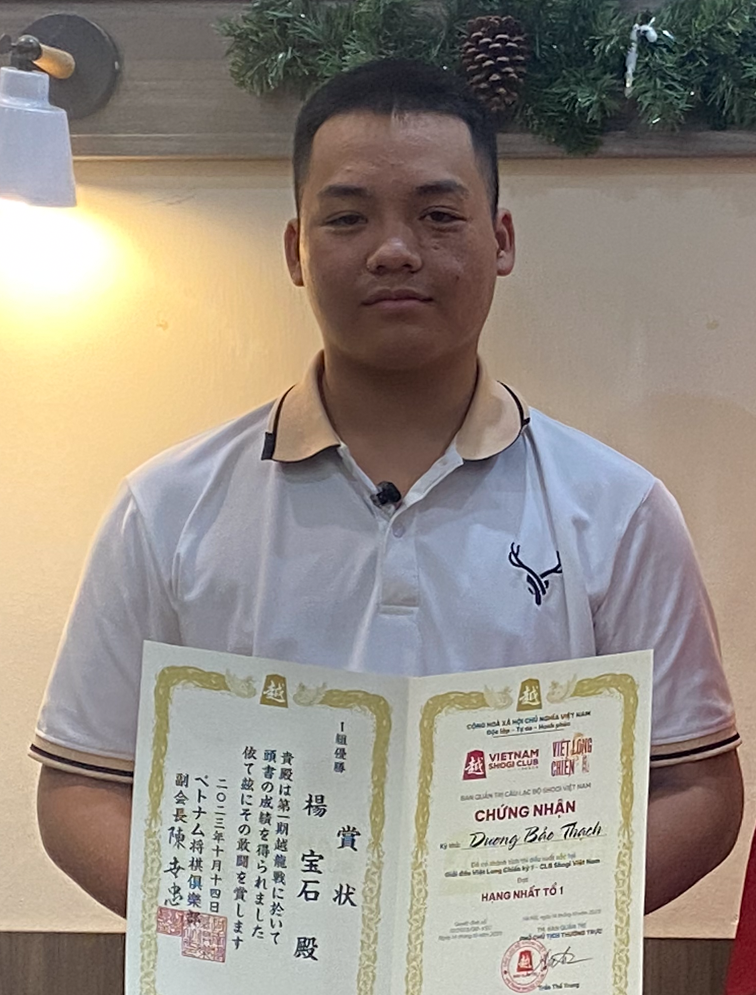 越
賞状
1組優勝
楊宝石殿
貴殿は第一期越龍戦に於いて
頭書の成績を得られました
依て茲にその敢闘を賞します
二〇二三年十月十四日
ベトナム将棋倶楽部
副会長
越
CỘNG HOÀ XÃ HỘI CHỦ NGHĨA VIỆT NAM
Độc lập - Tự do - Hạnh phúc
越
VIETNAM
SHOGI CLUB
VIỆT LONG
CHIẾN
BAN QUẢN TRỊ CÂU LẠC BỘ SHOGI VIỆT NAM
CHỨNG NHẬN
Kỳ thủ: Dương Bảo Thạch
Đã có thành tích thi đấu xuất sắc tại
Giải đấu Việt Long Chiến kỳ 1 - CLB Shogi Việt Nam
Đạt
HẠNG NHẤT TỔ 1
TM. BAN QUẢN TRỊ
PHÓ CHỦ TỊCH THƯỜNG TRỰC
Trần Thế Trung